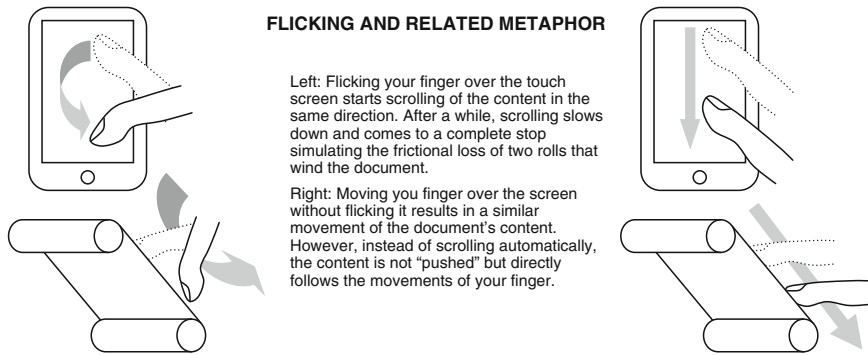 FLICKING AND RELATED METAPHOR
Left: Flicking your finger over the touch
screen starts scrolling of the content in the
same direction. After a while, scrolling slows
down and comes to a complete stop
simulating the frictional loss of two rolls that
wind the document.
Right: Moving you finger over the screen
without flicking it results in a similar
movement of the document's content.
However, instead of scrolling automatically,
the content is not “pushed” but directly
follows the movements of your finger.